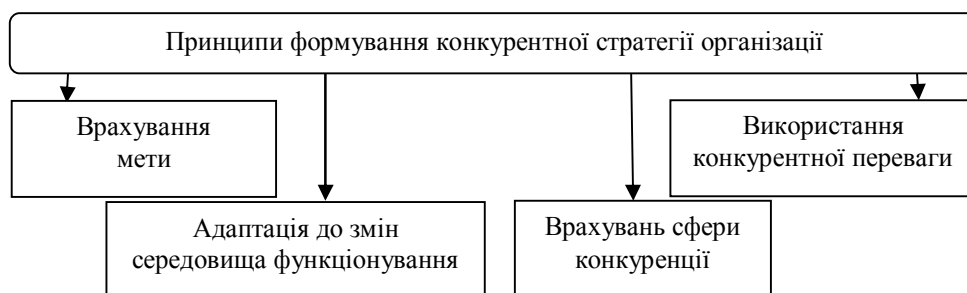 Принципи формування конкурентної стратегії організації
Врахування
мети
Використання
конкурентної переваги
Адаптація до змін
середовища функціонування
Врахувань сфери
конкуренції